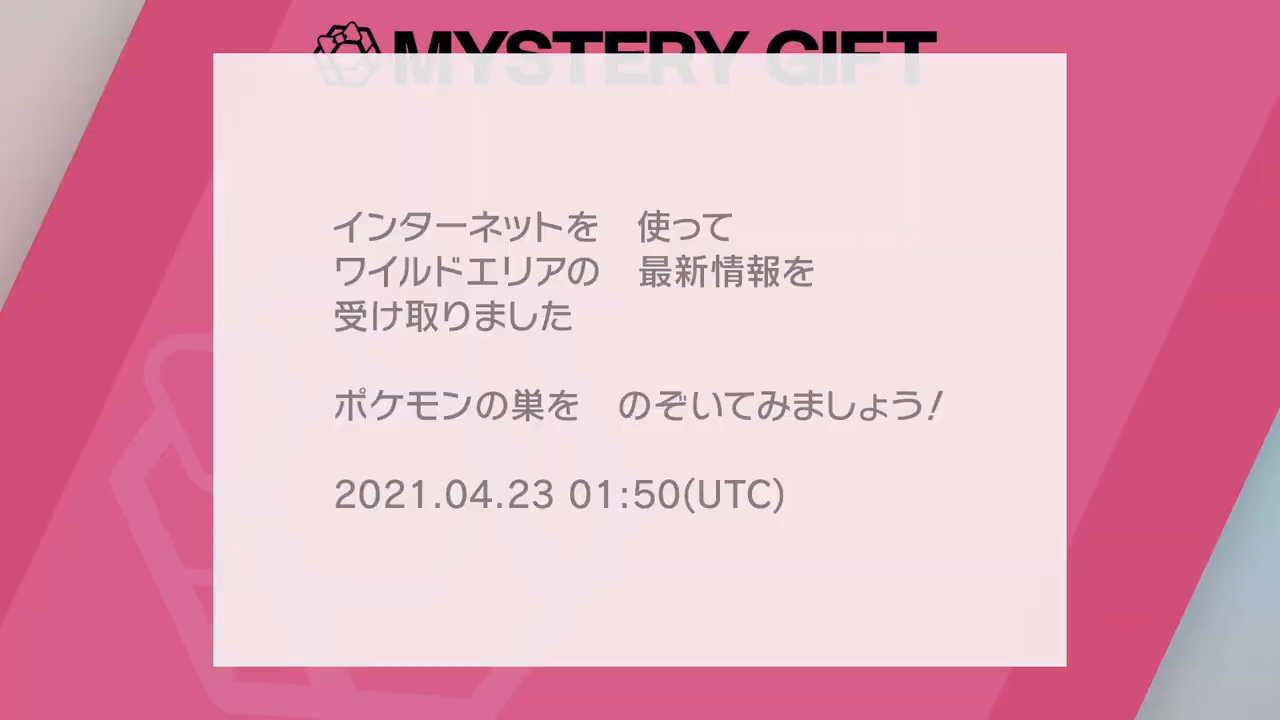 MYSTERY GIFT
インターネットを　使って
ワイルドエリアの　最新情報を
受け取りました
ポケモンの巣を　のぞいてみましょう!
2021.04.23 01:50(UTC)